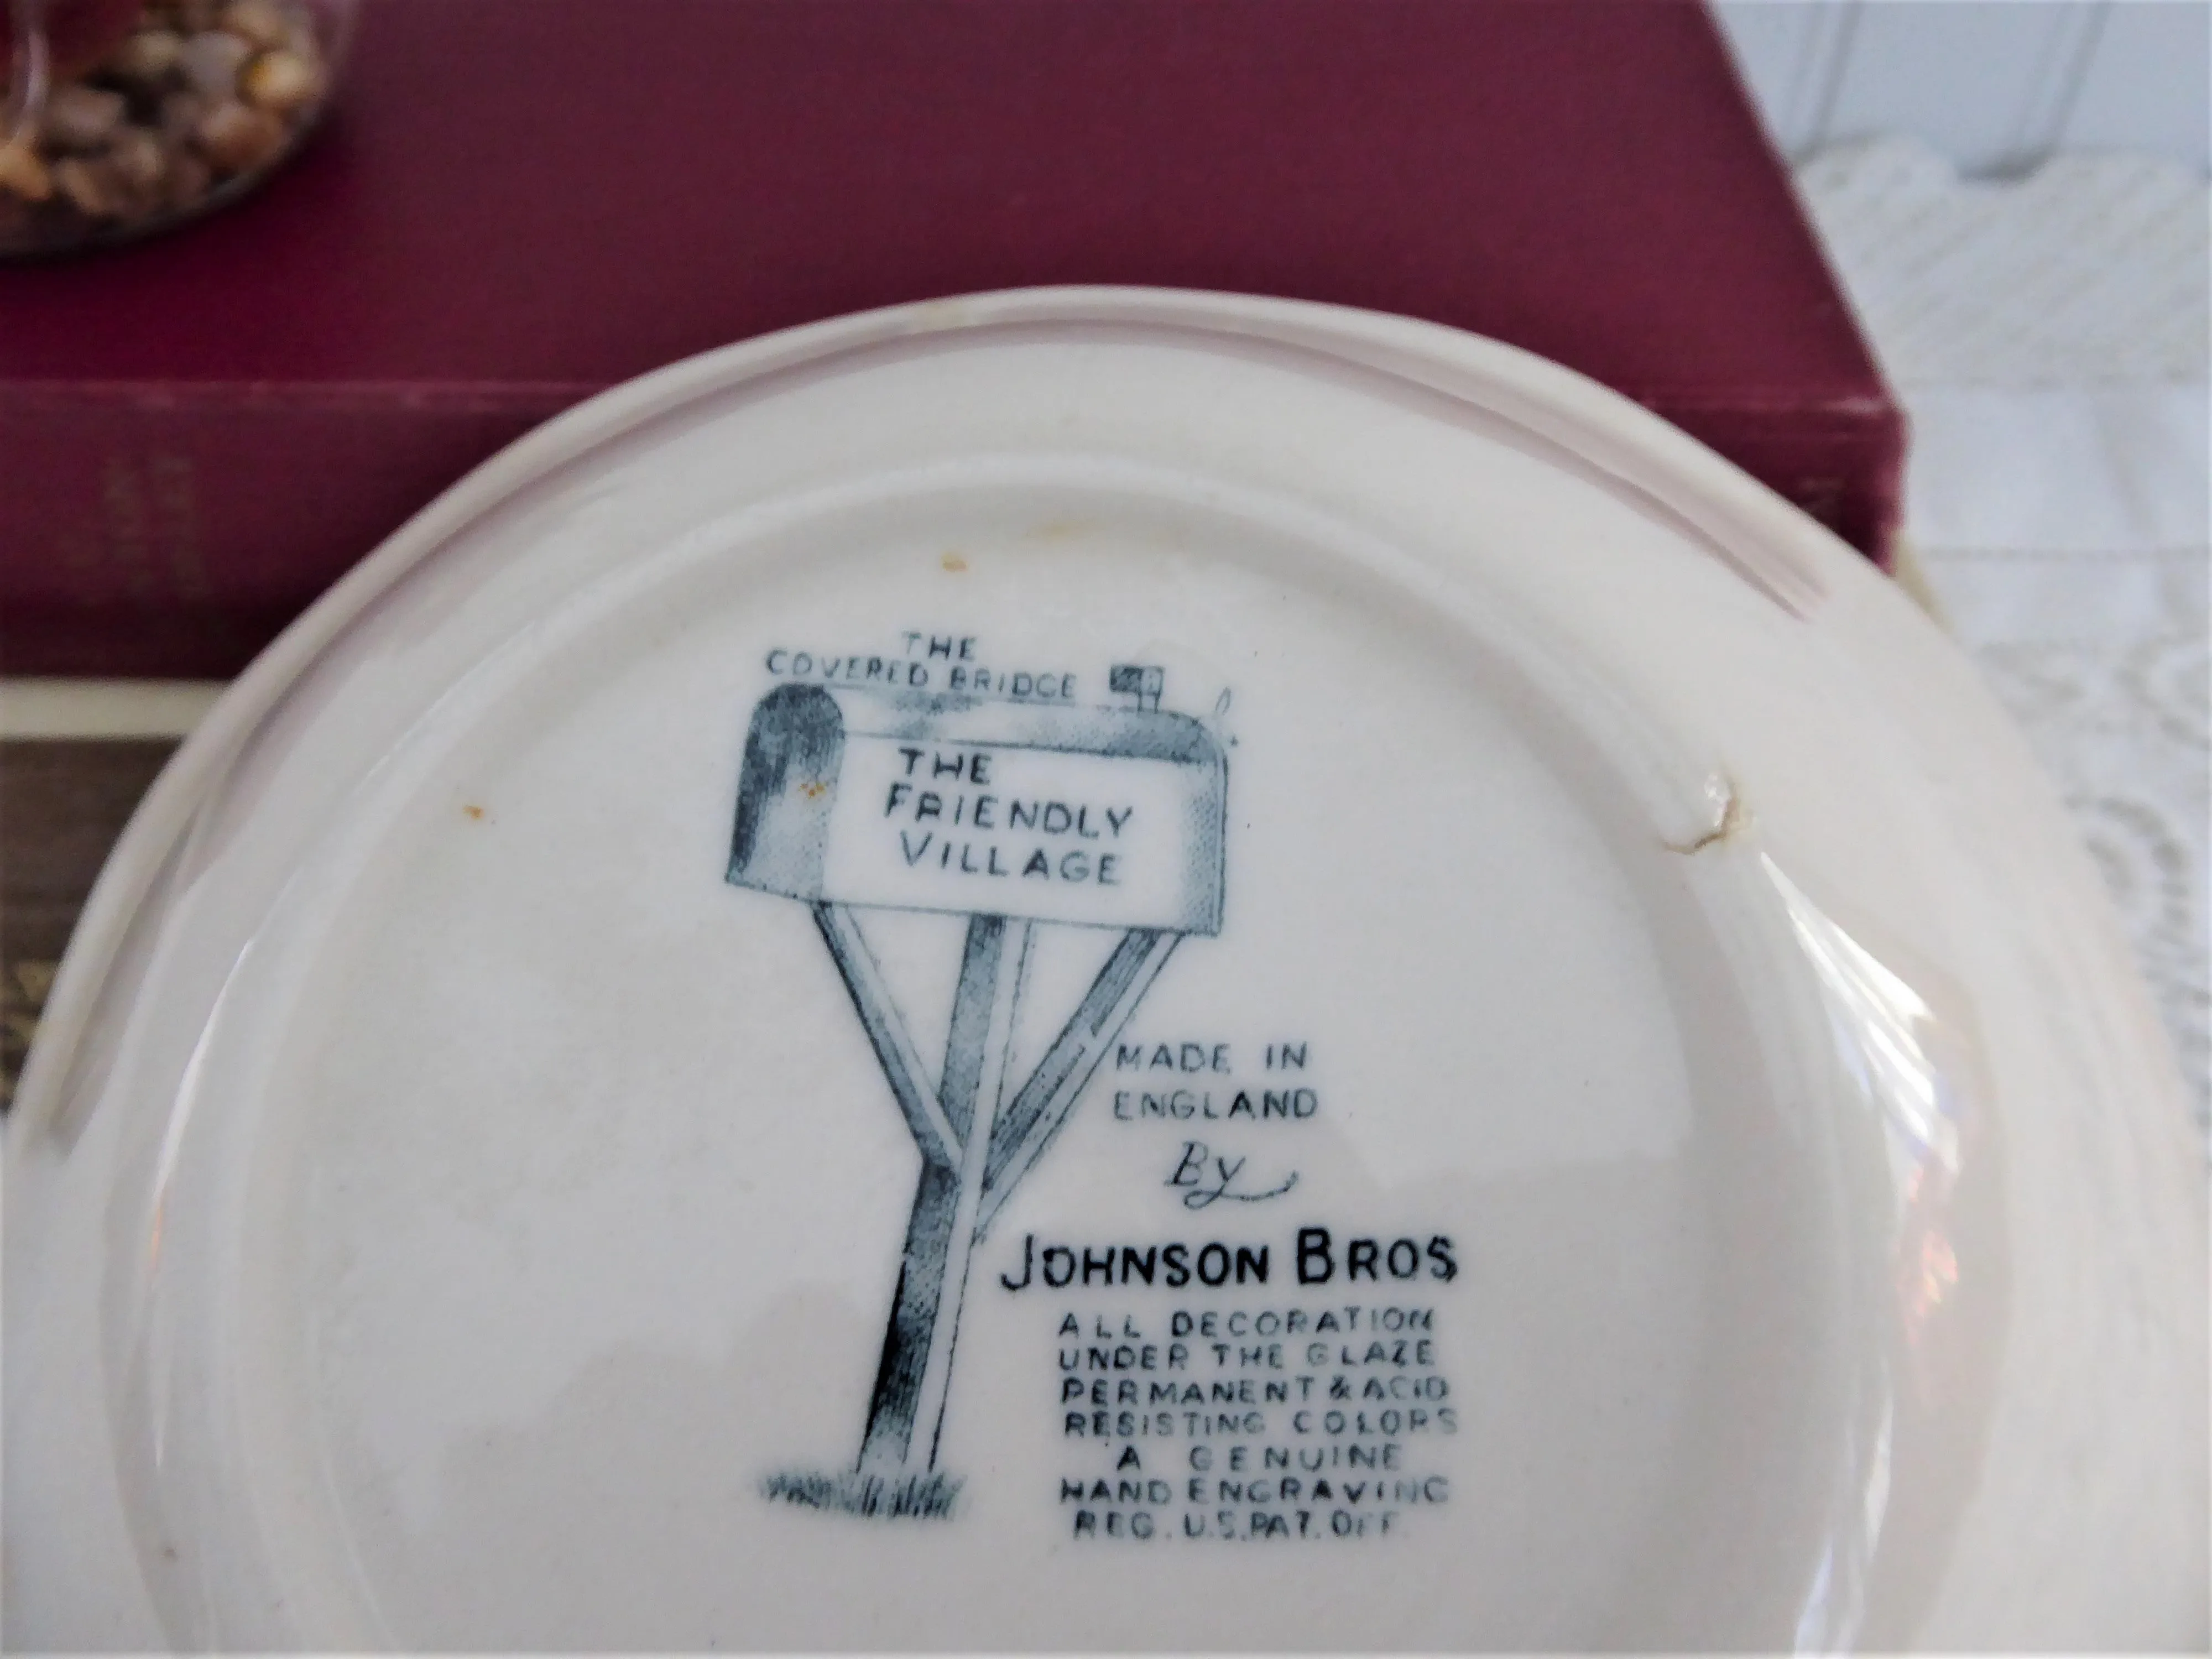 THE
COVERED BRIDGE
THE
FRIENDLY
VILLAGE
MADE IN
ENGLAND
By
JOHNSON BROS
ALL DECORATION
UNDER THE GLAZE
PERMANENT & ACID
RESISTING COLORS
A GENUINE
HAND ENGRAVING
REG. U.S. PAT. OFF.